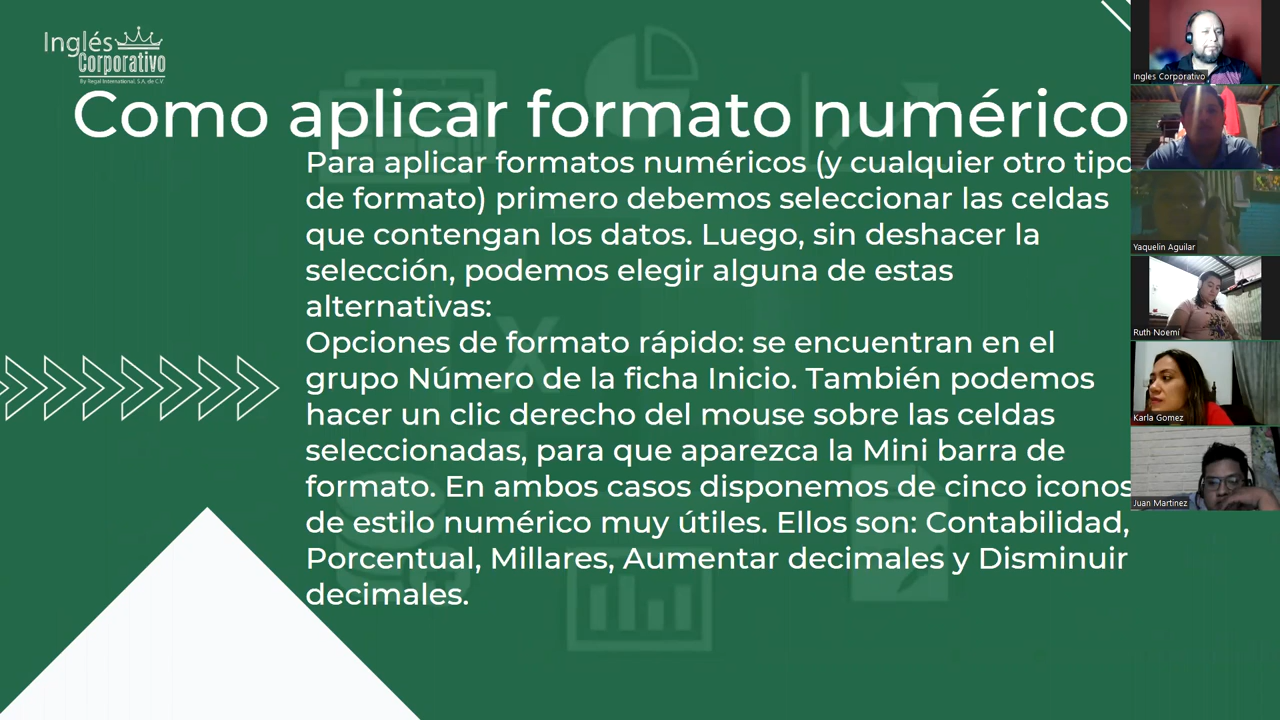 Inglés
Corporativo
By Regal International, S.A. de C.V.
Como aplicar formato numérico
Para aplicar formatos numéricos (y cualquier otro tipo
de formato) primero debemos seleccionar las celdas
que contengan los datos. Luego, sin deshacer la
selección, podemos elegir alguna de estas
alternativas:
Opciones de formato rápido: se encuentran en el
grupo Número de la ficha Inicio. También podemos
hacer un clic derecho del mouse sobre las celdas
seleccionadas, para que aparezca la Mini barra de
formato. En ambos casos disponemos de cinco iconos
de estilo numérico muy útiles. Ellos son: Contabilidad,
Porcentual, Millares, Aumentar decimales y Disminuir
decimales.
Ingles Corporativo
Yaquelin Aguilar
Ruth Noemí
Karla Gomez
Juan Martinez